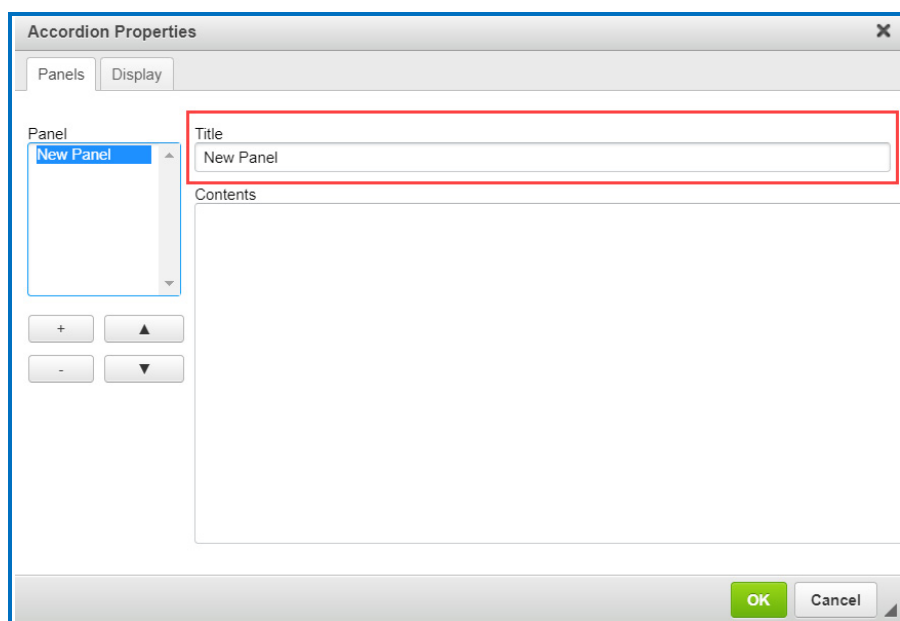 Accordion Properties
Panels Display
Panel
New Panel
Title
New Panel
Contents
+
-
OK Cancel